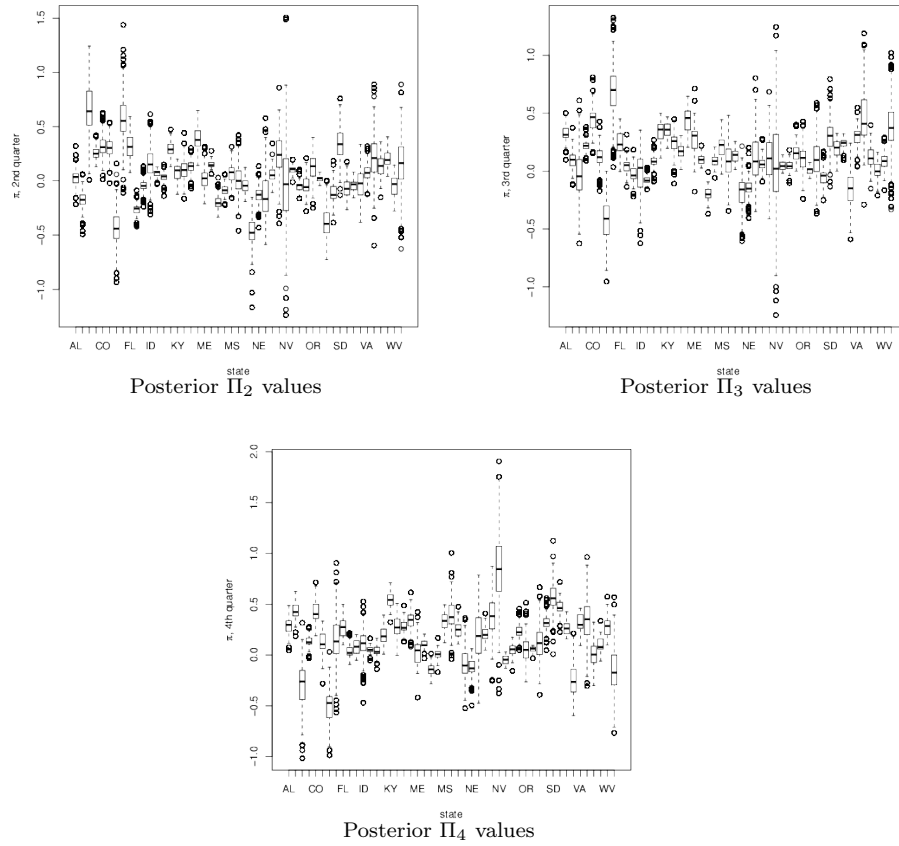 π, 2nd quarter
1.5
1.0
0.5
0.0
−0.5
−1.0
AL CO FL ID KY ME MS NE NV OR SD VA WV
state
Posterior Π₂ values
π, 3rd quarter
1.0
0.5
0.0
−0.5
−1.0
AL CO FL ID KY ME MS NE NV OR SD VA WV
state
Posterior Π₃ values
π, 4th quarter
2.0
1.5
1.0
0.5
0.0
−0.5
−1.0
AL CO FL ID KY ME MS NE NV OR SD VA WV
state
Posterior Π₄ values